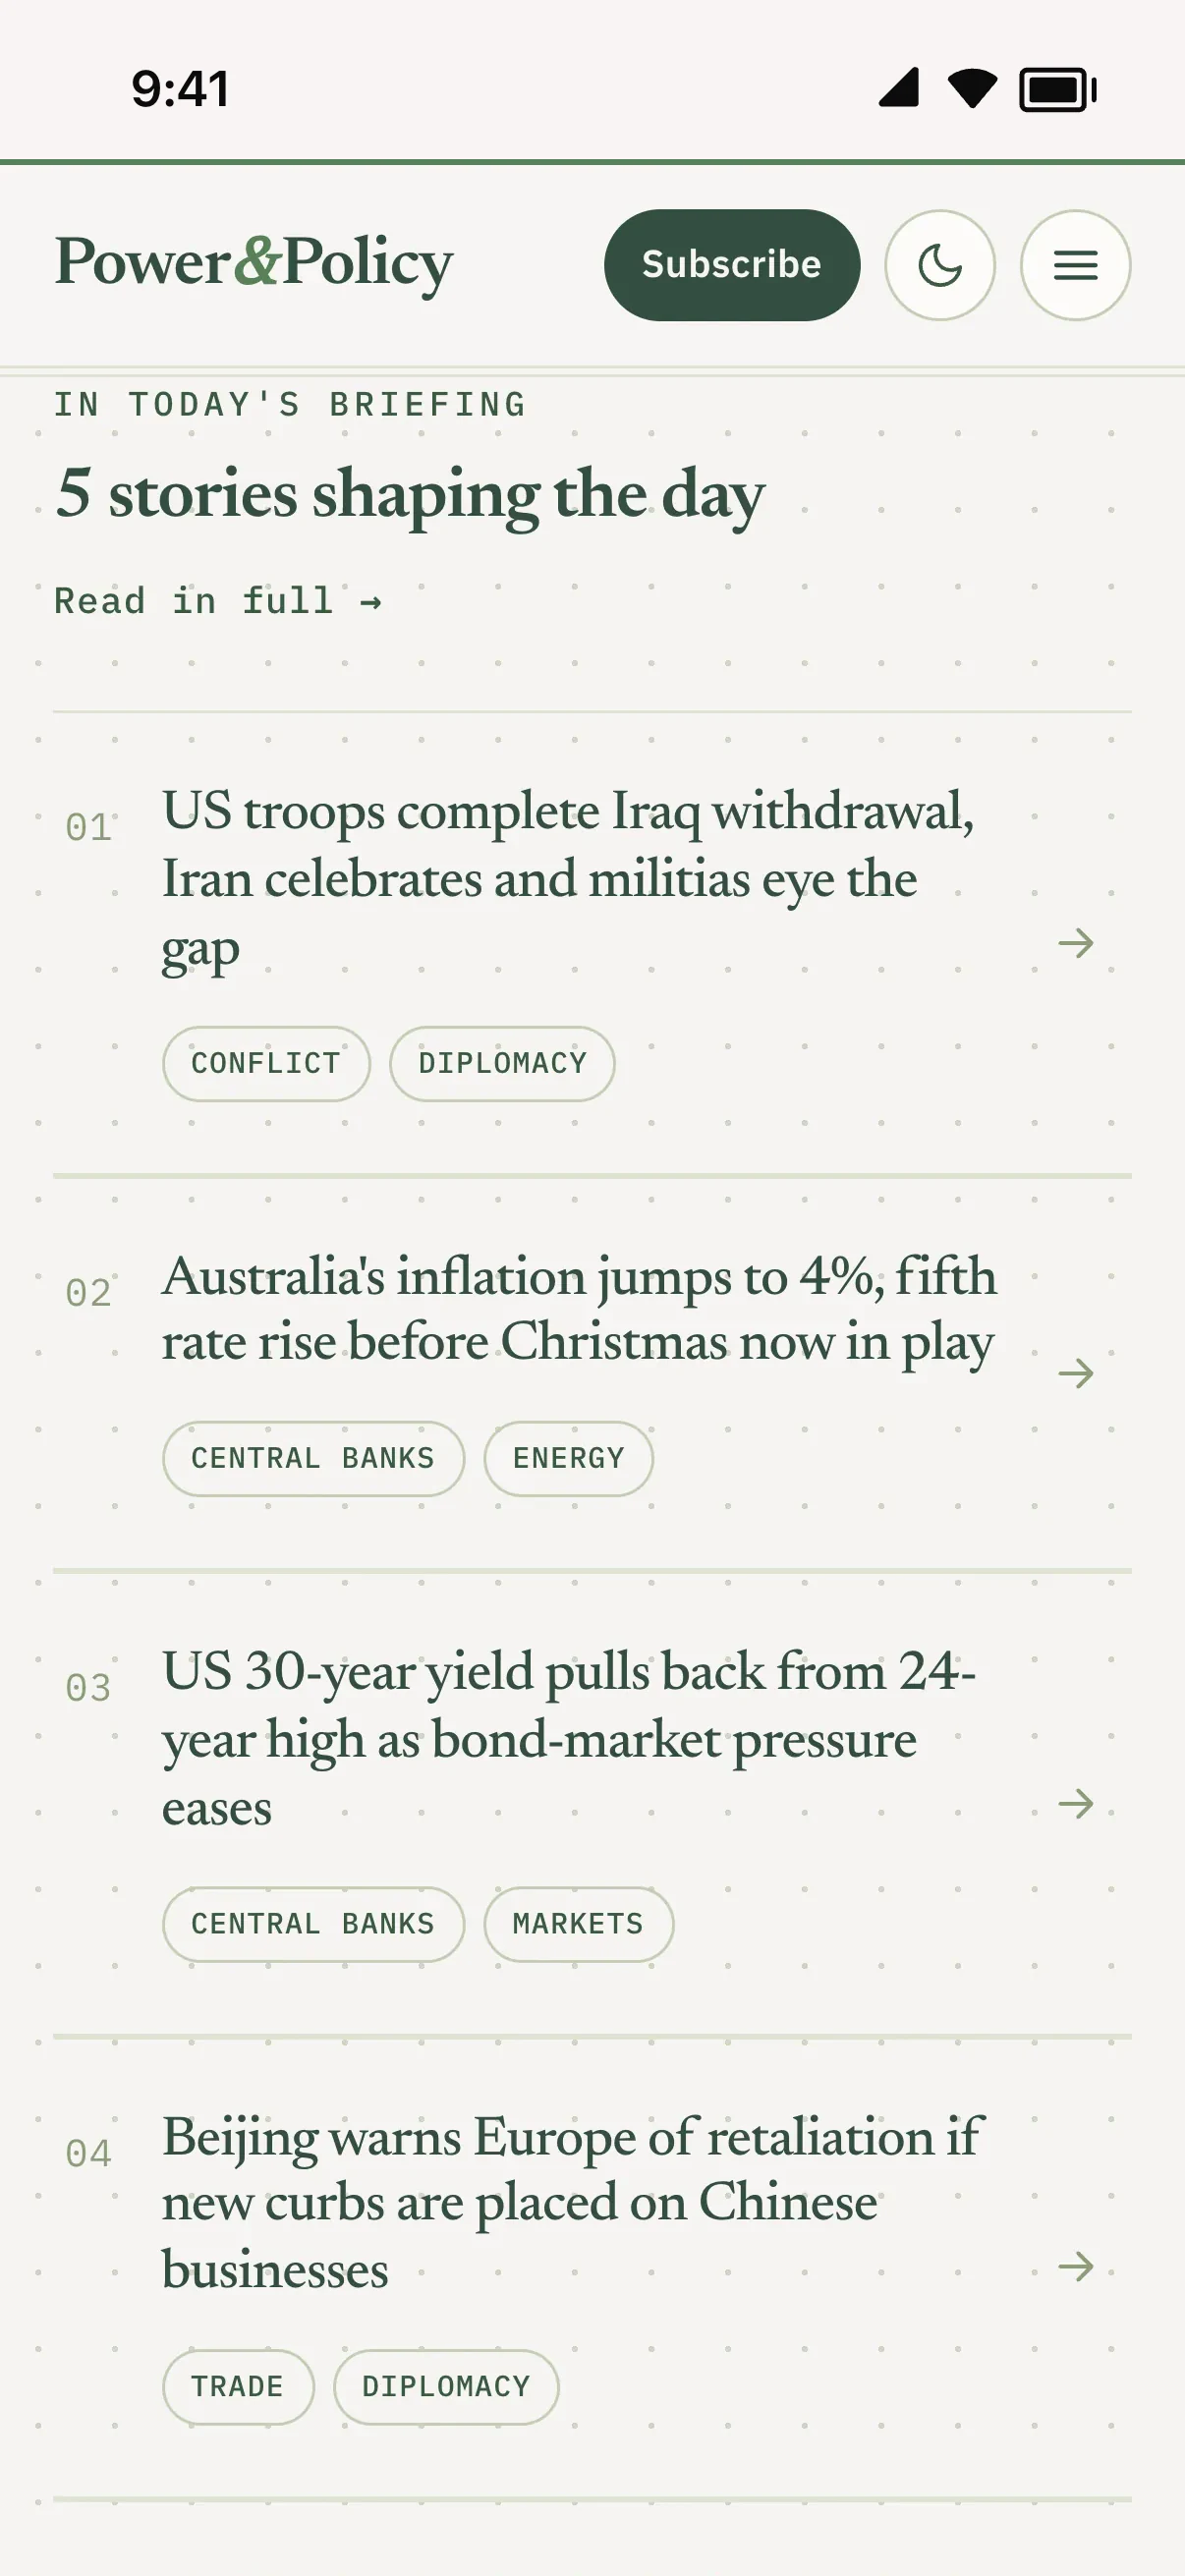 9:41
Power&Policy
Subscribe
IN TODAY'S BRIEFING
5 stories shaping the day
Read in full →
01
US troops complete Iraq withdrawal,
Iran celebrates and militias eye the
gap
CONFLICT
DIPLOMACY
02
Australia's inflation jumps to 4%, fifth
rate rise before Christmas now in play
CENTRAL BANKS
ENERGY
03
US 30-year yield pulls back from 24-
year high as bond-market pressure
eases
CENTRAL BANKS
MARKETS
04
Beijing warns Europe of retaliation if
new curbs are placed on Chinese
businesses
TRADE
DIPLOMACY